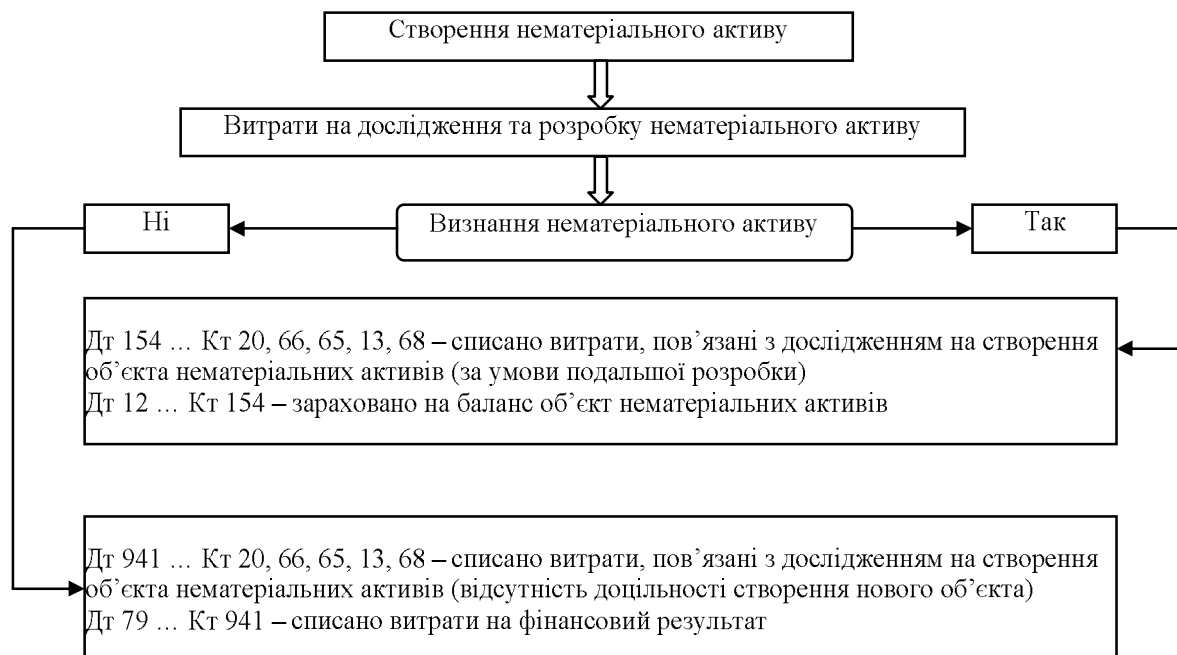 Створення нематеріального активу
Витрати на дослідження та розробку нематеріального активу
Ні
Визнання нематеріального активу
Так
Дт 154 … Кт 20, 66, 65, 13, 68 – списано витрати, пов’язані з дослідженням на створення
об’єкта нематеріальних активів (за умови подальшої розробки)
Дт 12 … Кт 154 – зараховано на баланс об’єкт нематеріальних активів
Дт 941 … Кт 20, 66, 65, 13, 68 – списано витрати, пов’язані з дослідженням на створення
об’єкта нематеріальних активів (відсутність доцільності створення нового об’єкта)
Дт 79 … Кт 941 – списано витрати на фінансовий результат